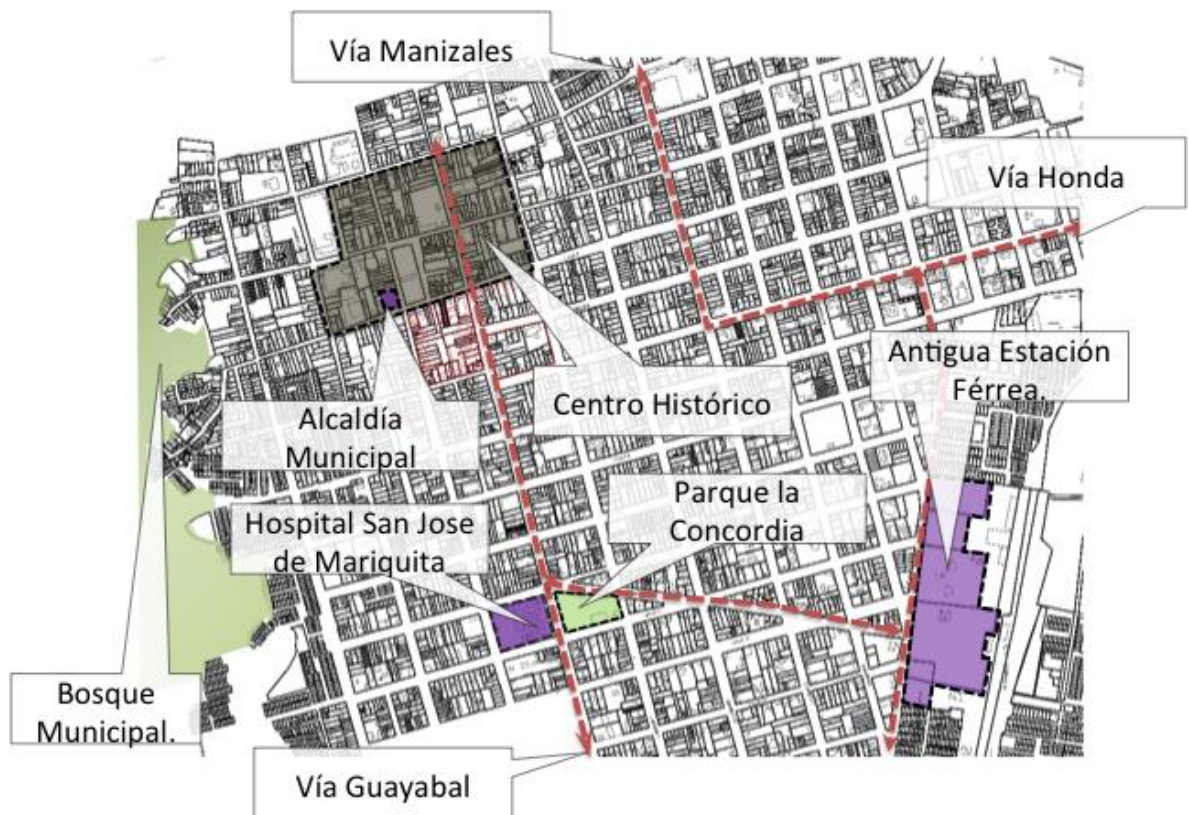 Vía Manizales
Vía Honda
Antigua Estación
Férrea.
Centro Histórico
Alcaldía
Municipal
Parque la
Concordia
Hospital San Jose
de Mariquita
Bosque
Municipal.
Vía Guayabal